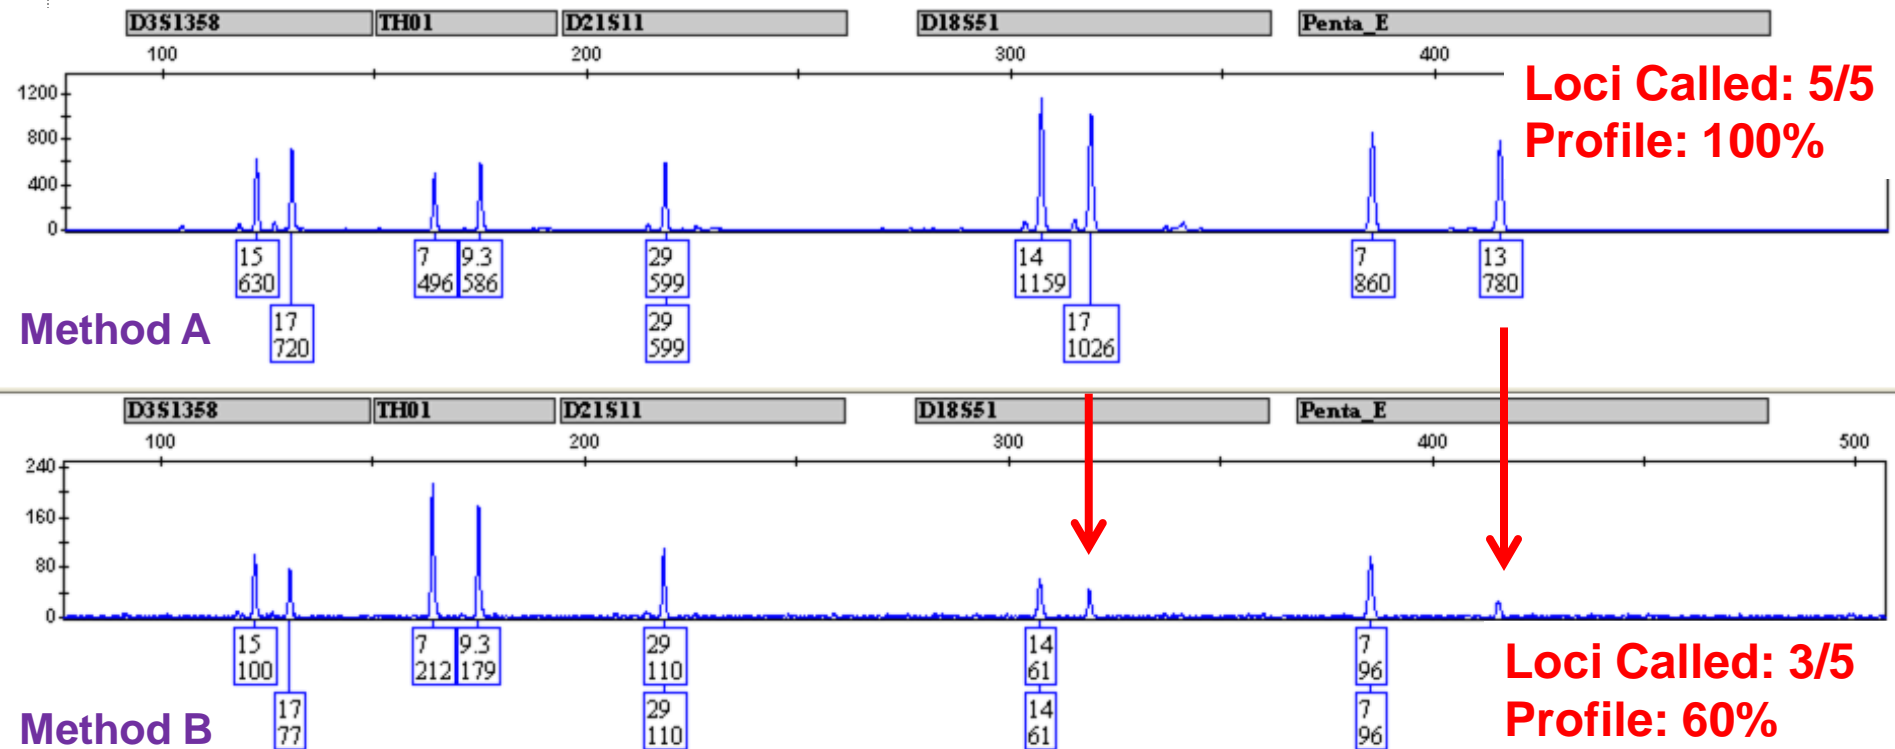 D3S1358 TH01 D21S11 D18S51 Penta_E
100 200 300 400
Loci Called: 5/5
Profile: 100%
1200
800
400
0
15 7 9.3 29 14 7 13
630 496 586 599 1159 860 780
17 29 17
720 599 1026
Method A
D3S1358 TH01 D21S11 D18S51 Penta_E
100 200 300 400 500
240
160
80
0
15 7 9.3 29 14 7
100 212 179 110 61 96
17 29 14 7
77 110 61 96
Method B
Loci Called: 3/5
Profile: 60%